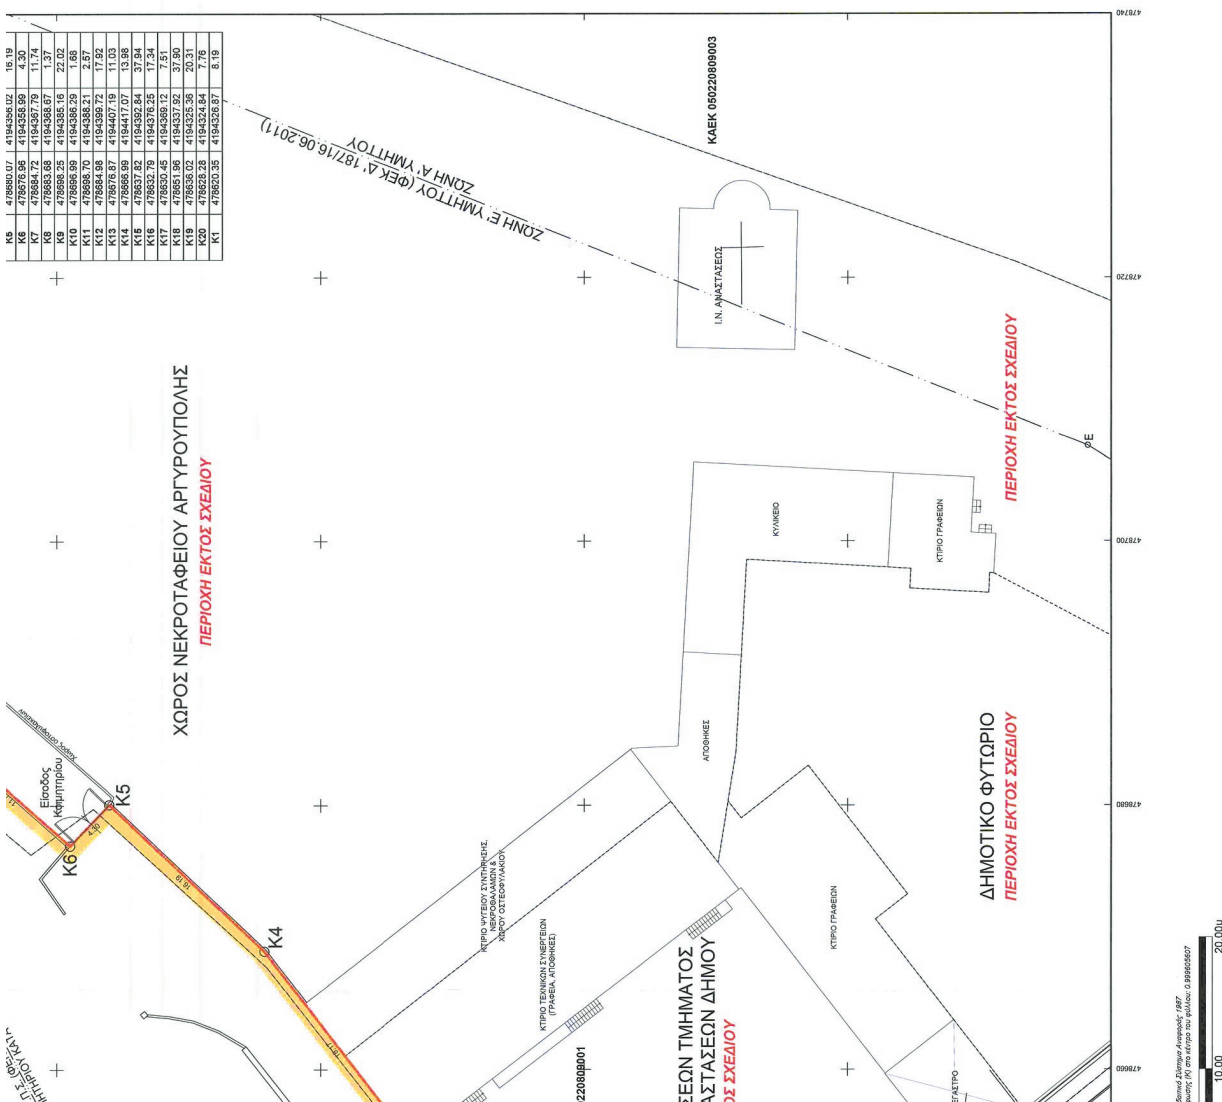 K5 478680.07 4194356.02 16.19
K6 478676.96 4194358.99 4.30
K7 478684.72 4194367.79 11.74
K8 478683.68 4194368.67 1.37
K9 478698.25 4194385.16 22.02
K10 478696.99 4194386.29 1.68
K11 478698.70 4194388.21 2.57
K12 478684.98 4194399.72 17.92
K13 478676.87 4194407.19 11.03
K14 478666.99 4194417.07 13.98
K15 478637.82 4194392.84 37.94
K16 478632.79 4194376.25 17.34
K17 478630.45 4194369.12 7.51
K18 478651.96 4194337.92 37.90
K19 478636.02 4194325.36 20.31
K20 478628.28 4194324.84 7.76
K1 478620.35 4194326.87 8.19
ΖΩΝΗ Α' ΥΜΗΤΤΟΥ
ΖΩΝΗ Ε' ΥΜΗΤΤΟΥ (ΦΕΚ Δ' 187/16.06.2011)
ΚΑΕΚ 050220809003
478740
478720
478700
478680
478660
Ι.Ν. ΑΝΑΣΤΑΣΕΩΣ
ΧΩΡΟΣ ΝΕΚΡΟΤΑΦΕΙΟΥ ΑΡΓΥΡΟΥΠΟΛΗΣ
ΠΕΡΙΟΧΗ ΕΚΤΟΣ ΣΧΕΔΙΟΥ
ΠΕΡΙΟΧΗ ΕΚΤΟΣ ΣΧΕΔΙΟΥ
E
ΚΥΛΙΚΕΙΟ
ΚΤΙΡΙΟ ΓΡΑΦΕΙΩΝ
ΑΠΟΘΗΚΕΣ
ΔΗΜΟΤΙΚΟ ΦΥΤΩΡΙΟ
ΠΕΡΙΟΧΗ ΕΚΤΟΣ ΣΧΕΔΙΟΥ
Είσοδος
Κοιμητηρίου
K5
K6
4.30
16.19
K4
ΚΤΙΡΙΟ ΨΥΓΕΙΟΥ ΣΥΝΤΗΡΗΣΗΣ,
ΝΕΚΡΟΘΑΛΑΜΩΝ &
ΧΩΡΟΥ ΟΣΤΕΟΦΥΛΑΚΙΟΥ
ΚΤΙΡΙΟ ΤΕΧΝΙΚΩΝ ΣΥΝΕΡΓΕΙΩΝ
(ΓΡΑΦΕΙΑ, ΑΠΟΘΗΚΕΣ)
ΚΤΙΡΙΟ ΓΡΑΦΕΙΩΝ
ΣΕΩΝ ΤΜΗΜΑΤΟΣ
ΑΣΤΑΣΕΩΝ ΔΗΜΟΥ
ΟΣ ΣΧΕΔΙΟΥ
220809001
ΕΓΑΣΤΡΟ
10.00
20.00μ